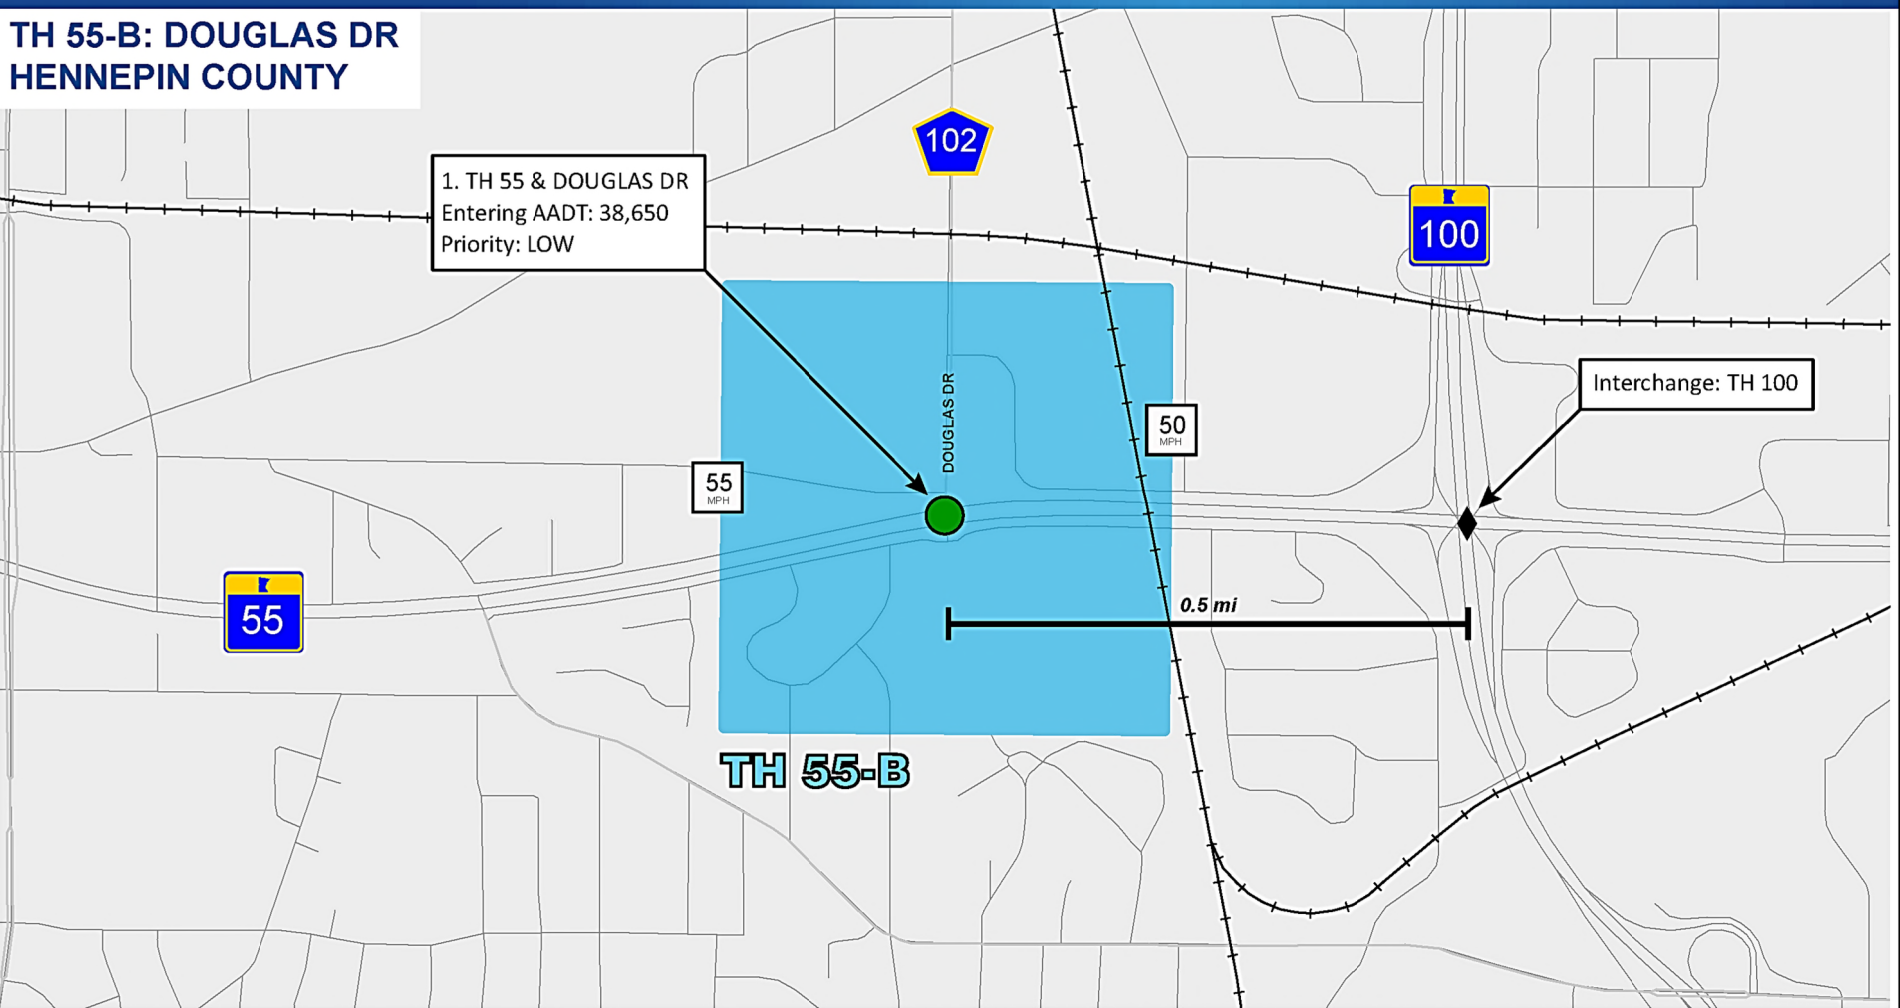 TH 55-B: DOUGLAS DR
HENNEPIN COUNTY
102
1. TH 55 & DOUGLAS DR
Entering AADT: 38,650
Priority: LOW
100
Interchange: TH 100
DOUGLAS DR
50
MPH
55
MPH
55
0.5 mi
TH 55-B